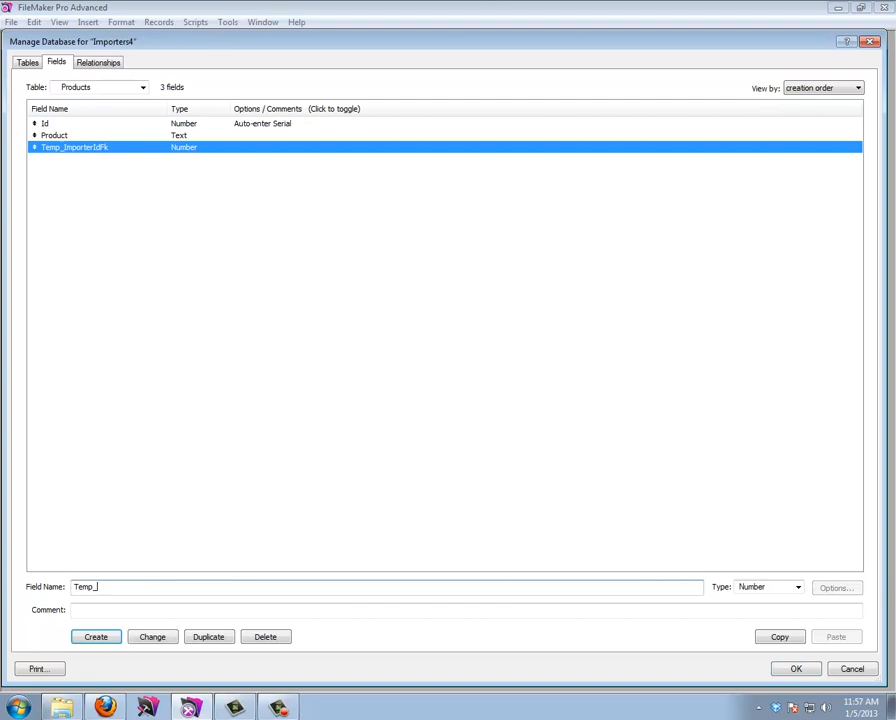 FileMaker Pro Advanced
File Edit View Insert Format Records Scripts Tools Window Help
Manage Database for "Importers4"
Tables Fields Relationships
Table: Products 3 fields View by: creation order
Field Name Type Options / Comments (Click to toggle)
Id Number Auto-enter Serial
Product Text
Temp_ImporterIdFk Number
Field Name: Temp_ Type: Number Options...
Comment:
Create Change Duplicate Delete Copy Paste
Print... OK Cancel
11:57 AM
1/5/2013